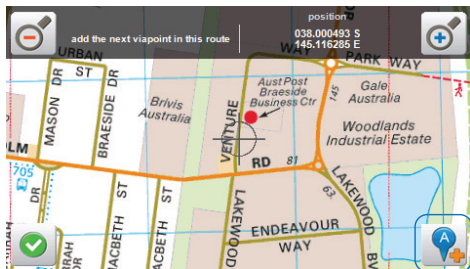 position
add the next viapoint in this route
038.000493 S
145.116285 E
URBAN
ST
MASON DR
BRAESIDE DR
Brivis
Australia
WAY
PARK WAY
Aust Post
Braeside
Business Ctr
145
Gale
Australia
Woodlands
Industrial Estate
VENTURE
RD
81
63
LM
705
DR
ST
MACBETH
ST
LAKEWOOD
LAKEWOOD
ENDEAVOUR
WAY
A